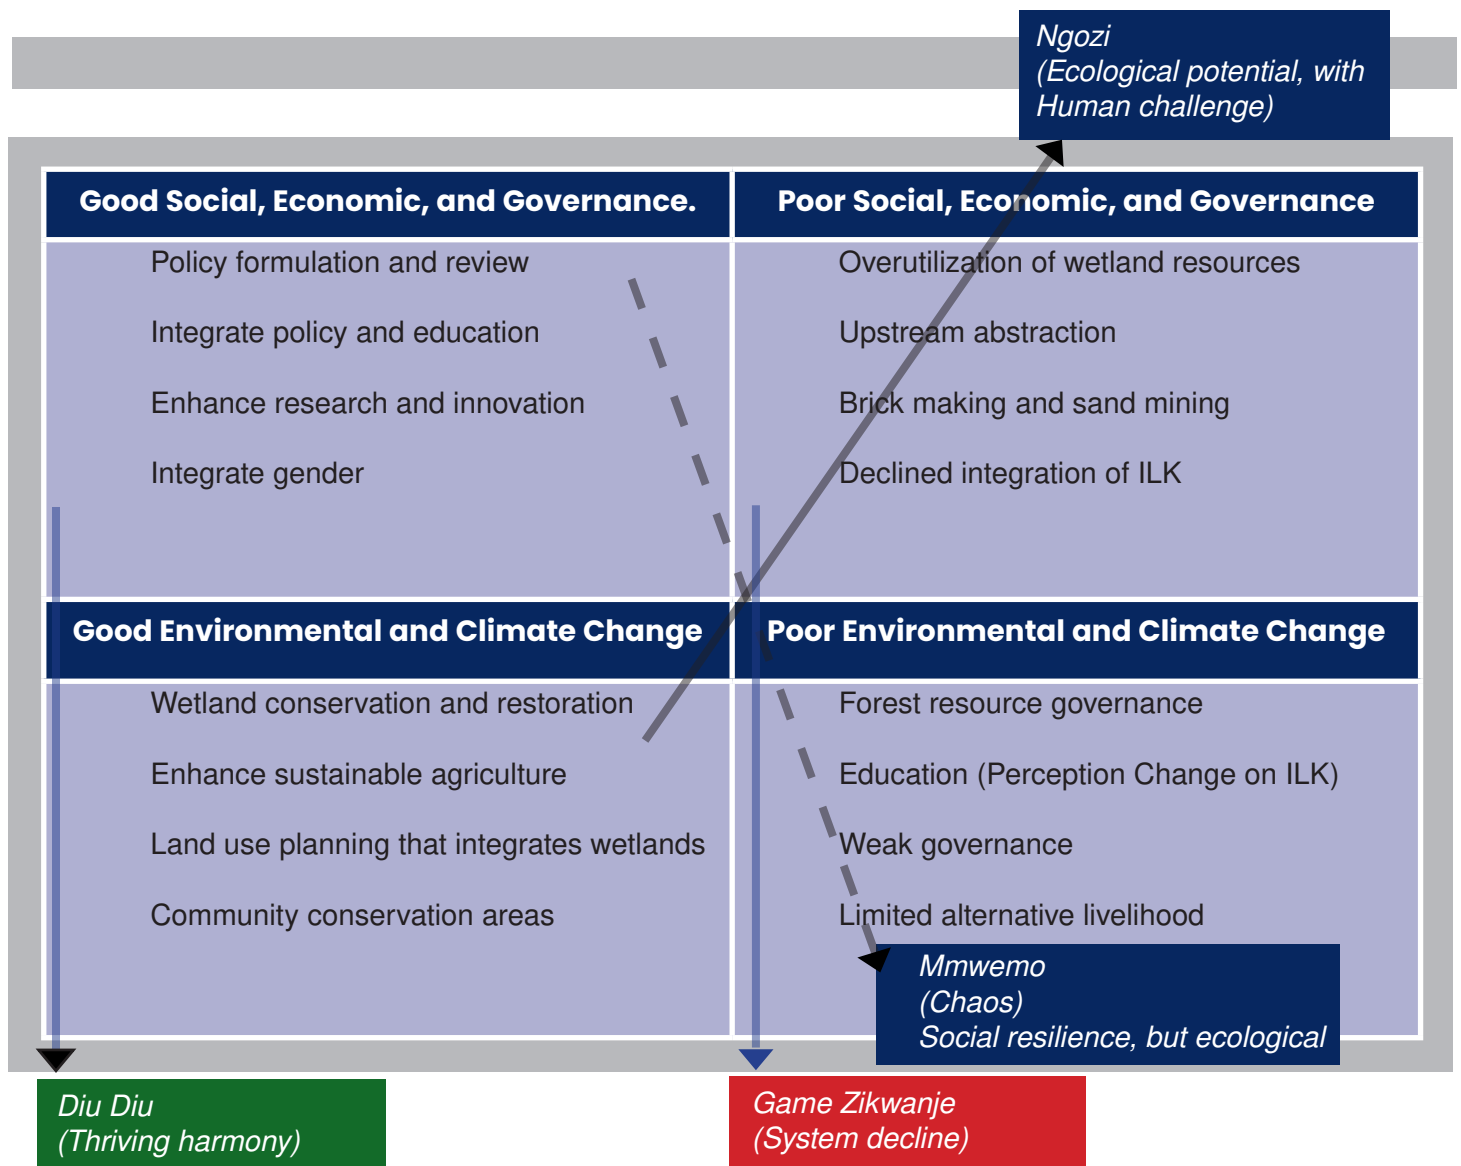 Ngozi
(Ecological potential, with
Human challenge)
Good Social, Economic, and Governance.
Poor Social, Economic, and Governance
Policy formulation and review
Integrate policy and education
Enhance research and innovation
Integrate gender
Overutilization of wetland resources
Upstream abstraction
Brick making and sand mining
Declined integration of ILK
Good Environmental and Climate Change
Poor Environmental and Climate Change
Wetland conservation and restoration
Enhance sustainable agriculture
Land use planning that integrates wetlands
Community conservation areas
Forest resource governance
Education (Perception Change on ILK)
Weak governance
Limited alternative livelihood
Mmwemo
(Chaos)
Social resilience, but ecological
Diu Diu
(Thriving harmony)
Game Zikwanje
(System decline)